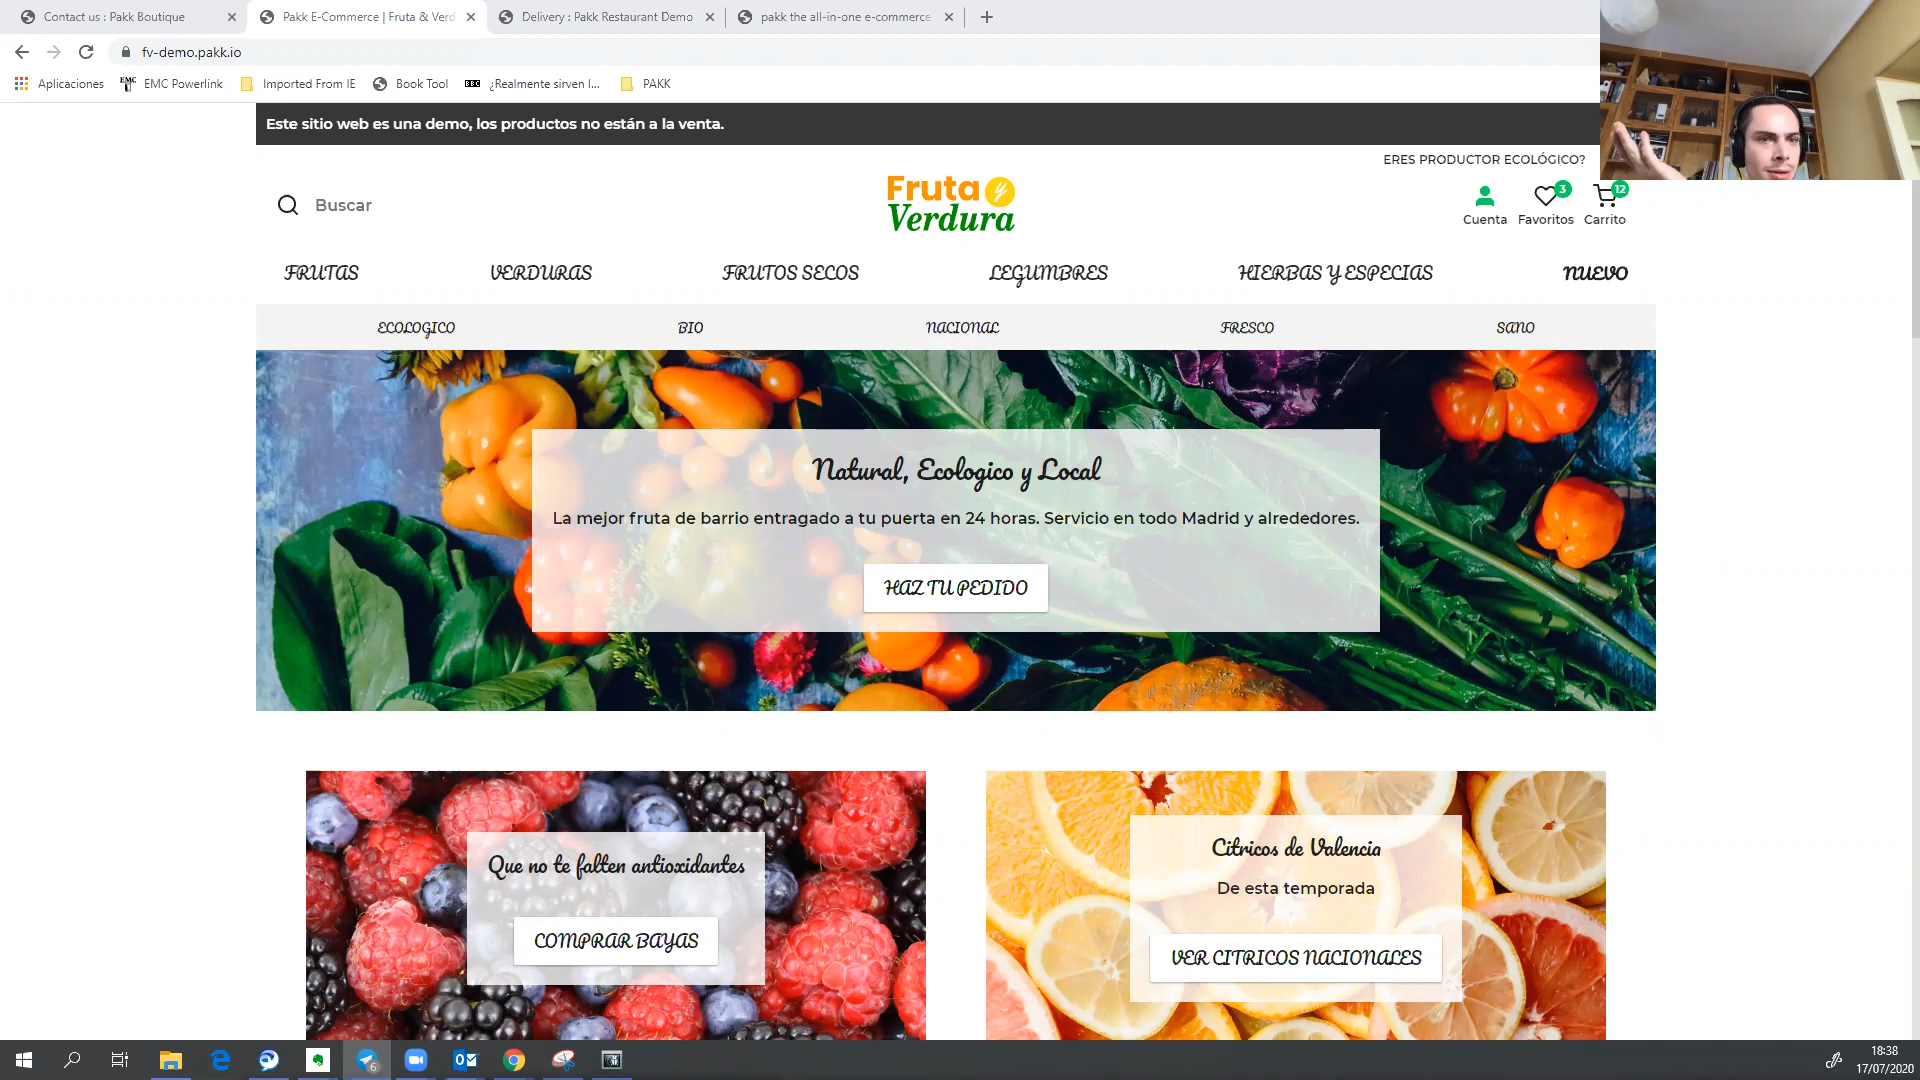 Contact us : Pakk Boutique
Pakk E-Commerce | Fruta & Verd
Delivery : Pakk Restaurant Demo
pakk the all-in-one e-commerce
fv-demo.pakk.io
Aplicaciones
EMC
EMC Powerlink
Imported From IE
Book Tool
BBC
¿Realmente sirven l...
PAKK
Este sitio web es una demo, los productos no están a la venta.
ERES PRODUCTOR ECOLÓGICO?
Buscar
Fruta y
Verdura
Cuenta
3
Favoritos
12
Carrito
FRUTAS
VERDURAS
FRUTOS SECOS
LEGUMBRES
HIERBAS Y ESPECIAS
NUEVO
ECOLOGICO
BIO
NACIONAL
FRESCO
SANO
Natural, Ecologico y Local
La mejor fruta de barrio entragado a tu puerta en 24 horas. Servicio en todo Madrid y alrededores.
HAZ TU PEDIDO
Que no te falten antioxidantes
COMPRAR BAYAS
Citricos de Valencia
De esta temporada
VER CITRICOS NACIONALES
6
18:38
17/07/2020